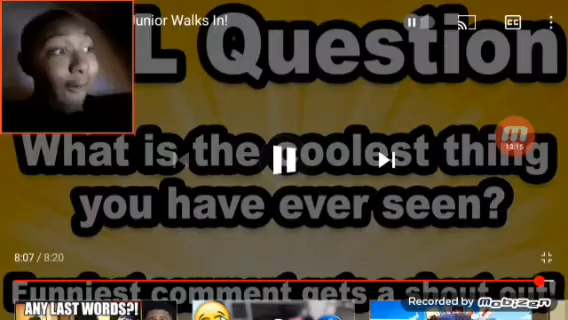 Junior Walks In!
L Question
What is the coolest thing
you have ever seen?
13:15
8:07 / 8:20
Funniest comment gets a shout out!
ANY LAST WORDS?!
Recorded by mobizen
CC